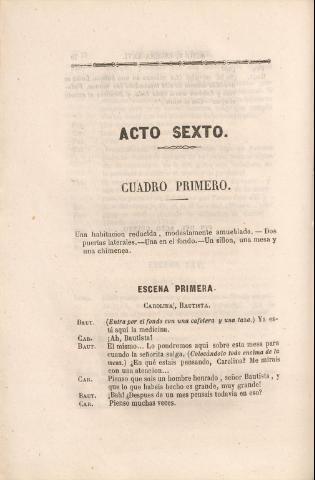 ACTO SEXTO.
CUADRO PRIMERO.
Una habitacion reducida, modestamente amueblada.—Dos
puertas laterales.—Una en el fondo.—Un sillon, una mesa y
una chimenea.
ESCENA PRIMERA.
CAROLINA, BAUTISTA.
BAUT. (Entra por el fondo con una cafetera y una taza.) Ya es-
tá aquí la medicina.
CAR. ¡Ah, Bautista!
BAUT. El mismo... Lo pondremos aquí sobre esta mesa para
cuando la señorita salga, (Colocándolo todo encima de la
mesa.) ¿En qué estais pensando, Carolina? Me mirais
con una atencion...
CAR. Pienso que sois un hombre honrado, señor Bautista, y
que lo que habeis hecho es grande, muy grande!
BAUT. ¡Bah! ¿Despues de un mes pensais todavía en eso?
CAR. Pienso muchas veces.